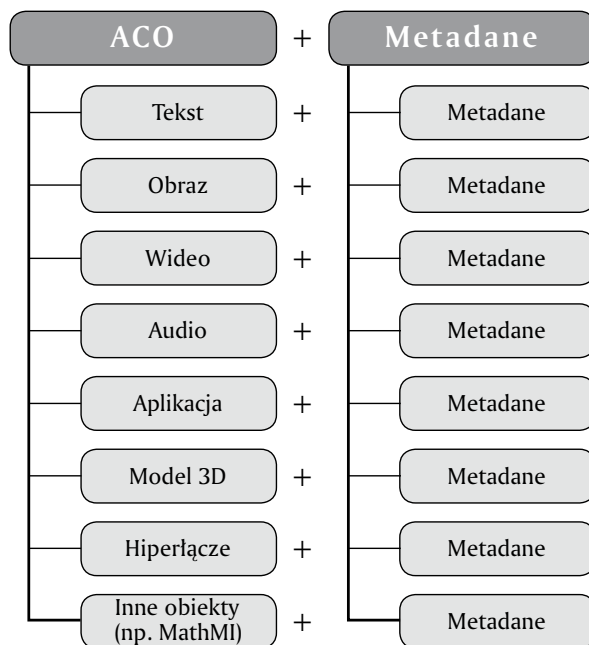 ACO + Metadane
Tekst + Metadane
Obraz + Metadane
Wideo + Metadane
Audio + Metadane
Aplikacja + Metadane
Model 3D + Metadane
Hiperłącze + Metadane
Inne obiekty
(np. MathMI) + Metadane